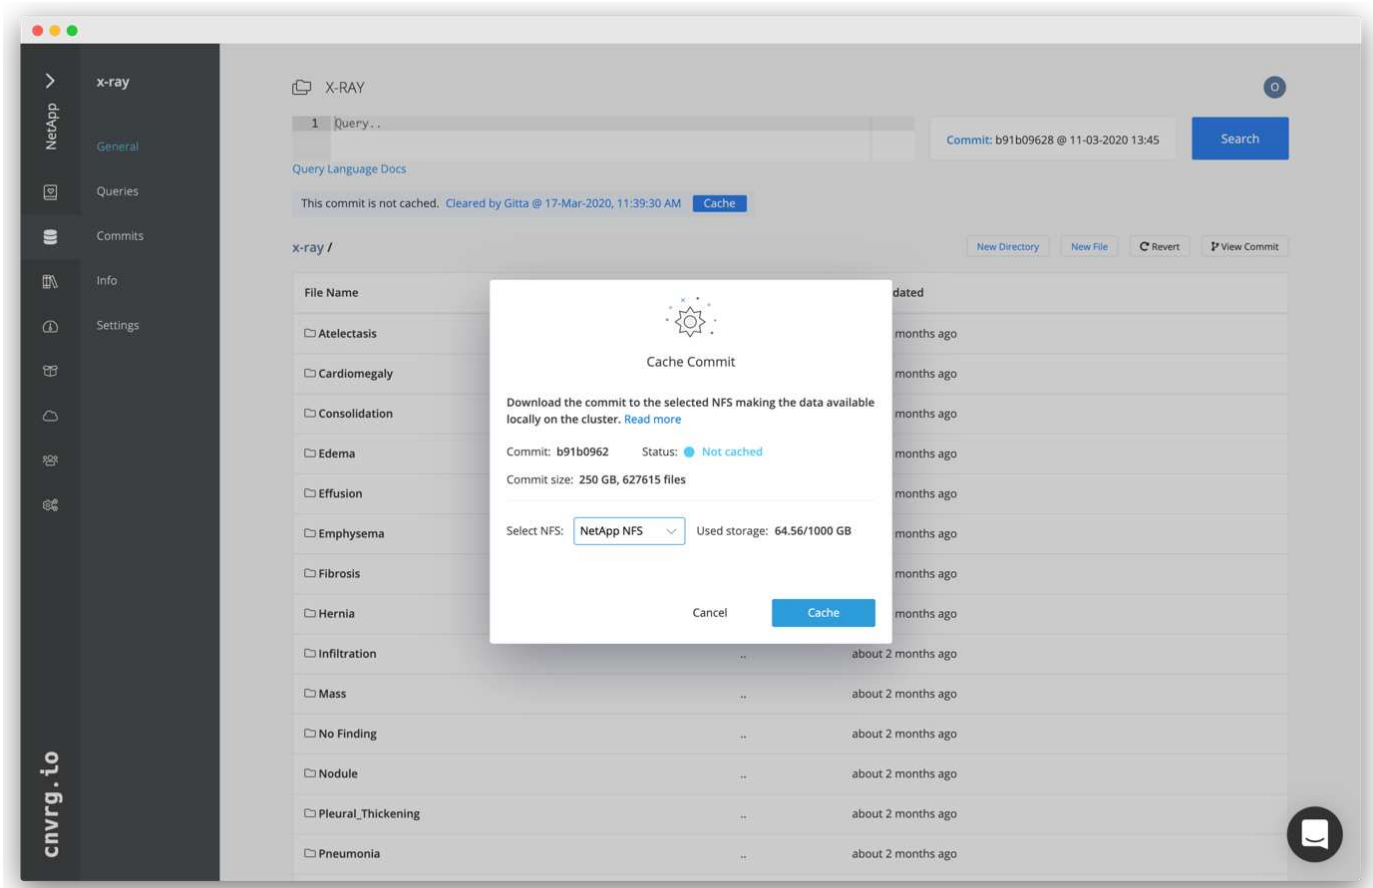 NetApp
x-ray
General
Queries
Commits
Info
Settings
cnvrg.io
X-RAY
O
1 Query..
Commit: b91b09628 @ 11-03-2020 13:45
Search
Query Language Docs
This commit is not cached. Cleared by Gitta @ 17-Mar-2020, 11:39:30 AM Cache
x-ray /
New Directory New File Revert View Commit
File Name dated
Atelectasis months ago
Cardiomegaly months ago
Consolidation months ago
Edema months ago
Effusion months ago
Emphysema months ago
Fibrosis months ago
Hernia months ago
Infiltration .. about 2 months ago
Mass .. about 2 months ago
No Finding .. about 2 months ago
Nodule .. about 2 months ago
Pleural_Thickening .. about 2 months ago
Pneumonia .. about 2 months ago
Cache Commit
Download the commit to the selected NFS making the data available
locally on the cluster. Read more
Commit: b91b0962 Status: Not cached
Commit size: 250 GB, 627615 files
Select NFS: NetApp NFS Used storage: 64.56/1000 GB
Cancel Cache